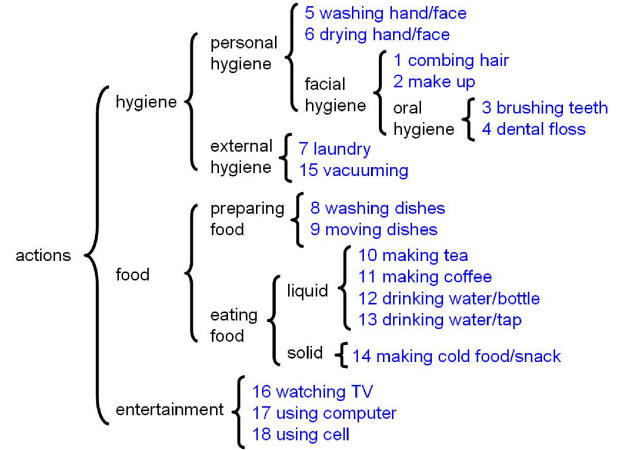 actions
hygiene
personal
hygiene
5 washing hand/face
6 drying hand/face
facial
hygiene
1 combing hair
2 make up
oral
hygiene
3 brushing teeth
4 dental floss
external
hygiene
7 laundry
15 vacuuming
food
preparing
food
8 washing dishes
9 moving dishes
eating
food
liquid
10 making tea
11 making coffee
12 drinking water/bottle
13 drinking water/tap
solid
14 making cold food/snack
entertainment
16 watching TV
17 using computer
18 using cell